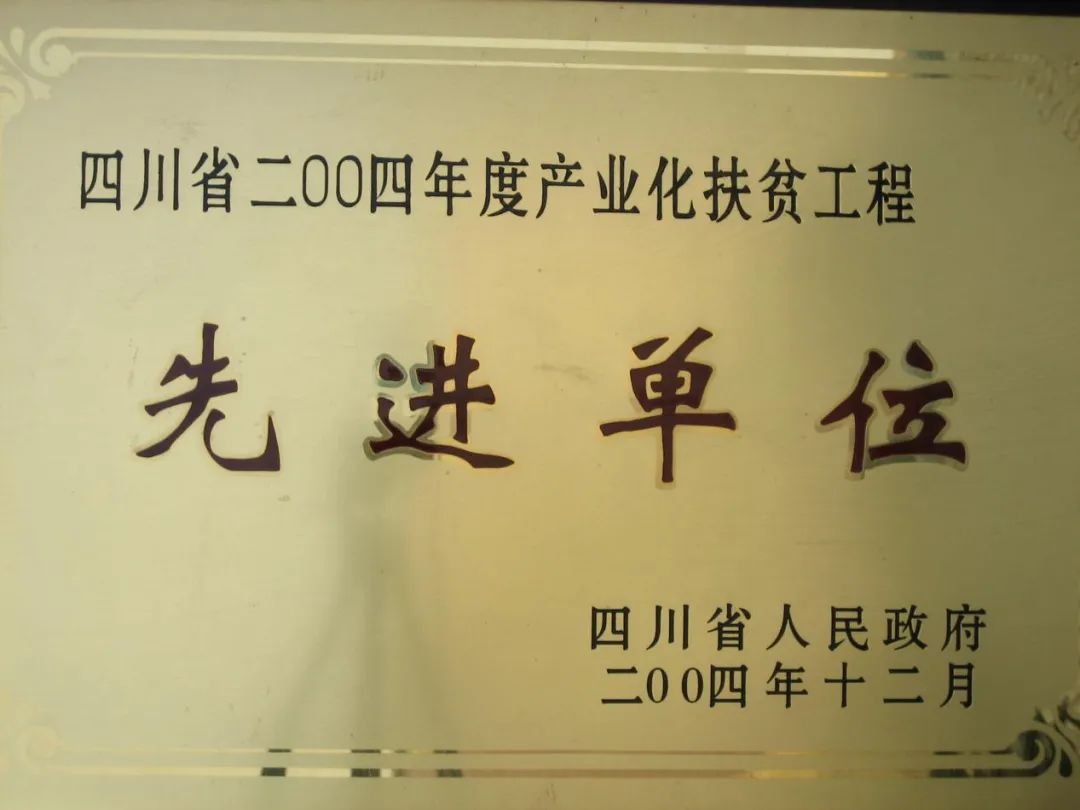 四川省二00四年度产业化扶贫工程
先进单位
四川省人民政府
二00四年十二月